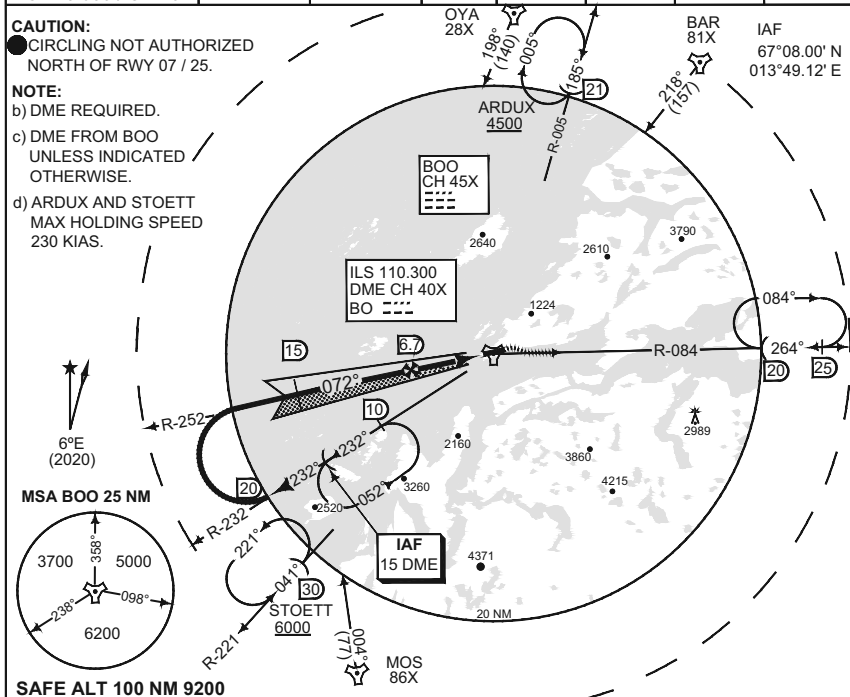 CAUTION:
CIRCLING NOT AUTHORIZED
NORTH OF RWY 07 / 25.
NOTE:
b) DME REQUIRED.
c) DME FROM BOO
UNLESS INDICATED
OTHERWISE.
d) ARDUX AND STOETT
MAX HOLDING SPEED
230 KIAS.
OYA
28X
198°
(140)
005°
185°
21
ARDUX
4500
R-005
BAR
81X
218°
(157)
IAF
67°08.00' N
013°49.12' E
BOO
CH 45X
2640
2610
3790
ILS 110.300
DME CH 40X
BO
1224
084°
15
6.7
072°
R-084
264°
20
25
R-252
10
232°
2160
2989
3860
6°E
(2020)
232°
052°
3260
4215
20
2520
R-232
MSA BOO 25 NM
3700
358°
5000
238°
098°
6200
221°
IAF
15 DME
4371
041°
30
STOETT
6000
20 NM
R-221
004°
(77)
MOS
86X
SAFE ALT 100 NM 9200